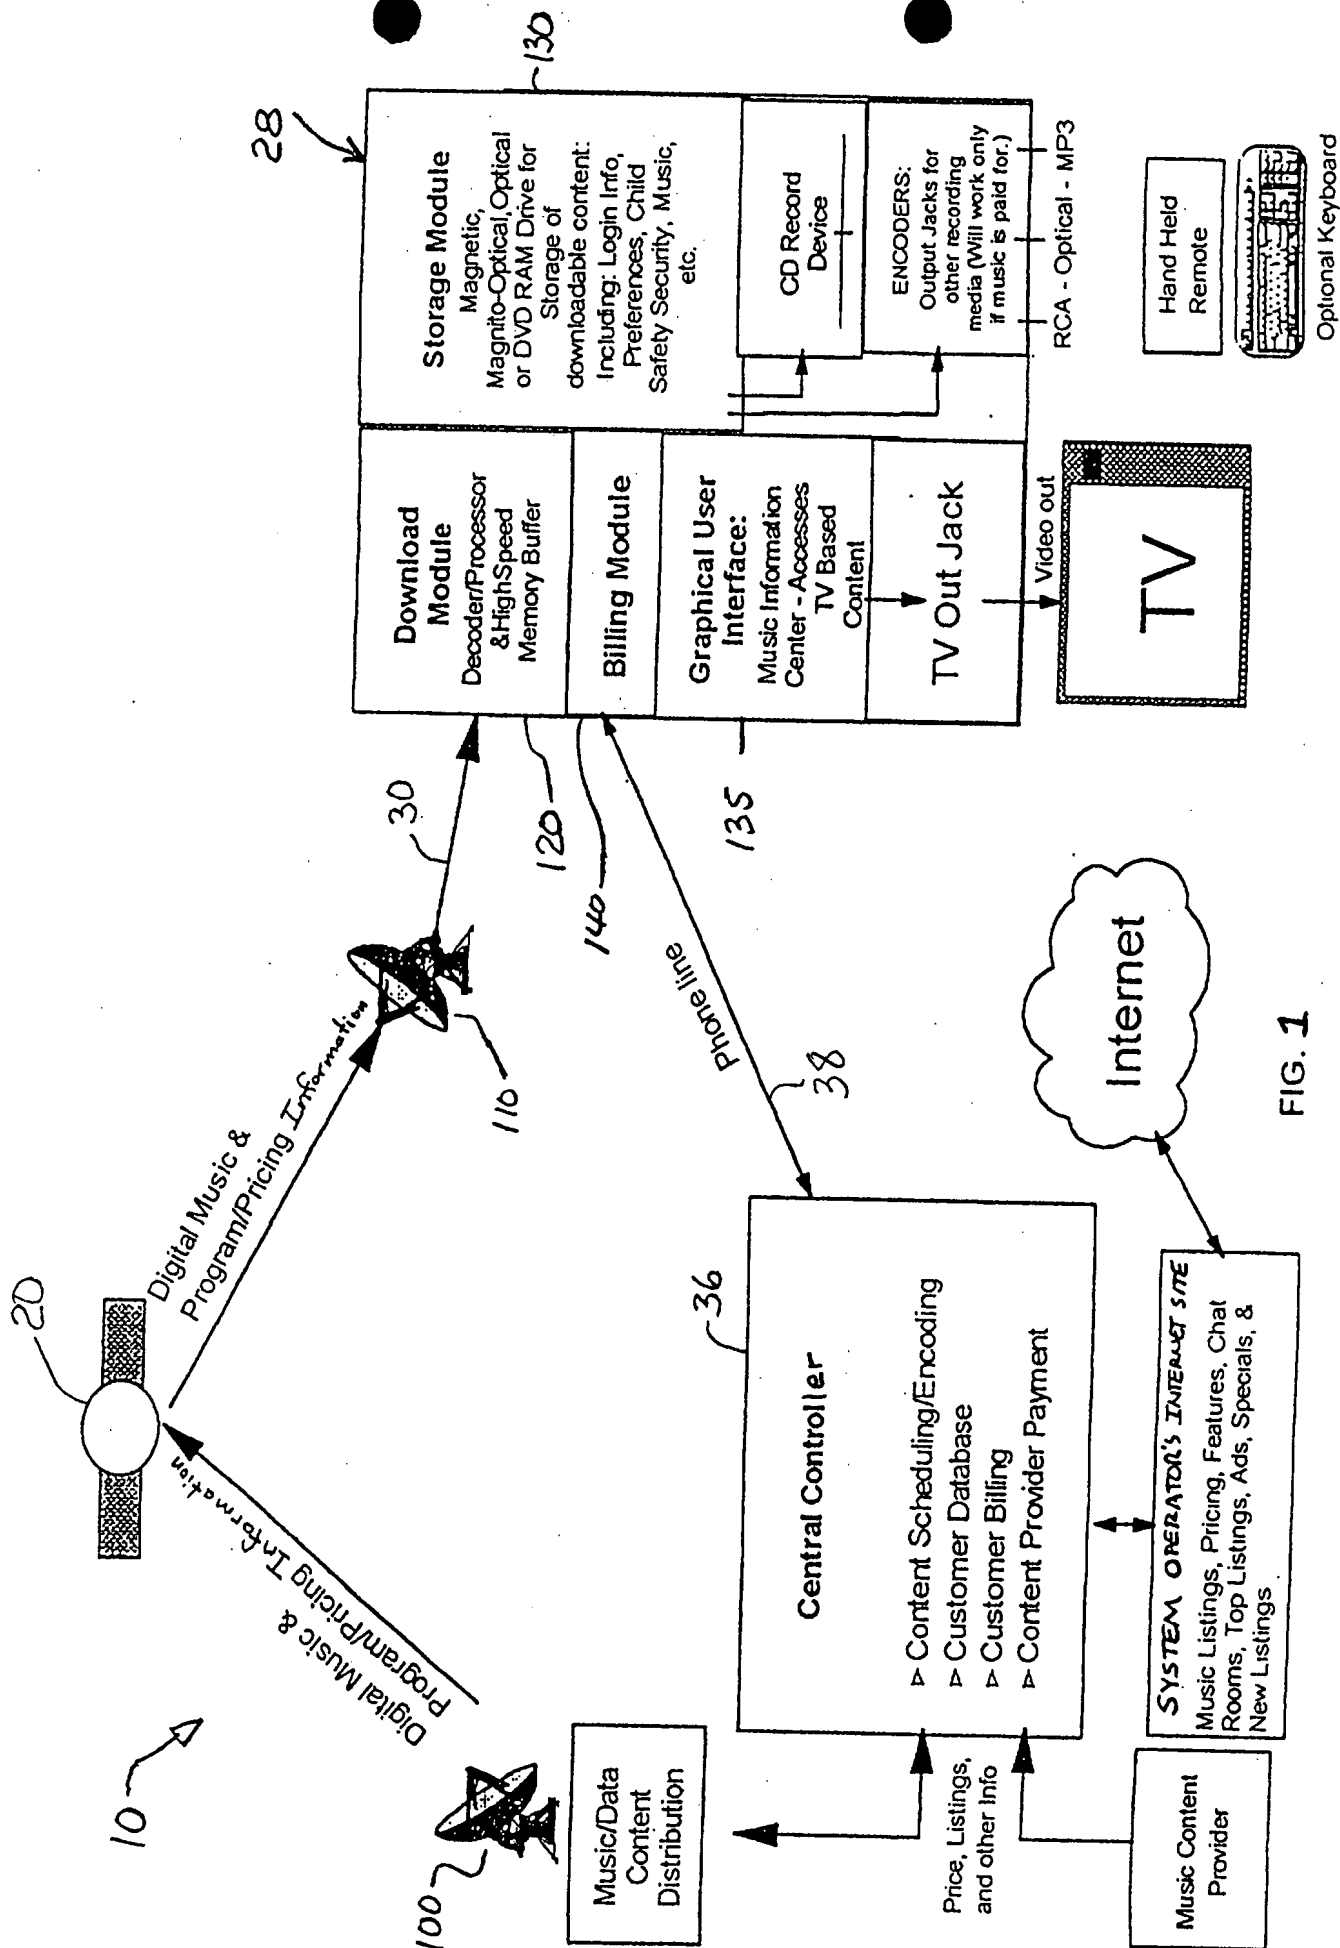 10
20
Digital Music &
Program/Pricing Information
Digital Music &
Program/Pricing Information
100
110
30
Music/Data
Content
Distribution
Price, Listings,
and other Info
Music Content
Provider
36
Central Controller
Content Scheduling/Encoding
Customer Database
Customer Billing
Content Provider Payment
SYSTEM OPERATOR'S INTERNET SITE
Music Listings, Pricing, Features, Chat
Rooms, Top Listings, Ads, Specials, &
New Listings
Internet
Phone line
38
28
120
140
135
130
Download
Module
Decoder/Processor
&HighSpeed
Memory Buffer
Billing Module
Graphical User
Interface:
Music Information
Center - Accesses
TV Based
Content
TV Out Jack
Video out
TV
Storage Module
Magnetic,
Magnito-Optical,Optical
or DVD RAM Drive for
Storage of
downloadable content:
Including: Login Info,
Preferences, Child
Safety Security, Music,
etc.
CD Record
Device
ENCODERS:
Output Jacks for
other recording
media (Will work only
if music is paid for.)
RCA - Optical - MP3
Hand Held
Remote
Optional Keyboard
FIG. 1